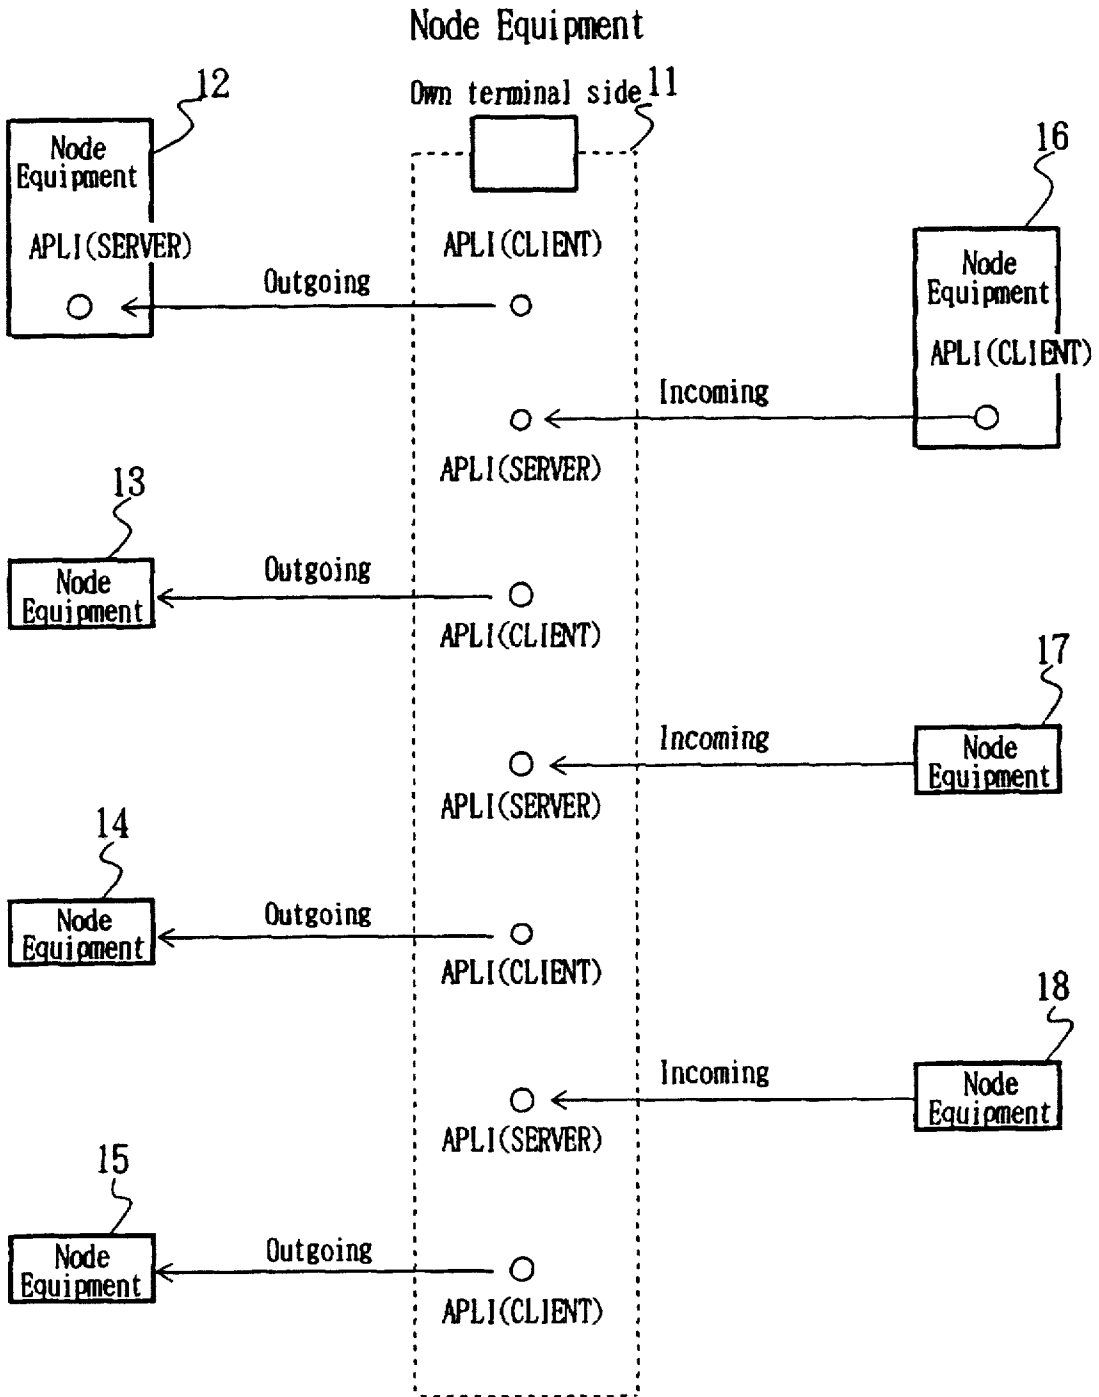 Node Equipment
Own terminal side
11
12
Node
Equipment
APLI(SERVER)
Outgoing
APLI(CLIENT)
16
Node
Equipment
APLI(CLIENT)
Incoming
APLI(SERVER)
13
Node
Equipment
Outgoing
APLI(CLIENT)
17
Node
Equipment
Incoming
APLI(SERVER)
14
Node
Equipment
Outgoing
APLI(CLIENT)
18
Node
Equipment
Incoming
APLI(SERVER)
15
Node
Equipment
Outgoing
APLI(CLIENT)